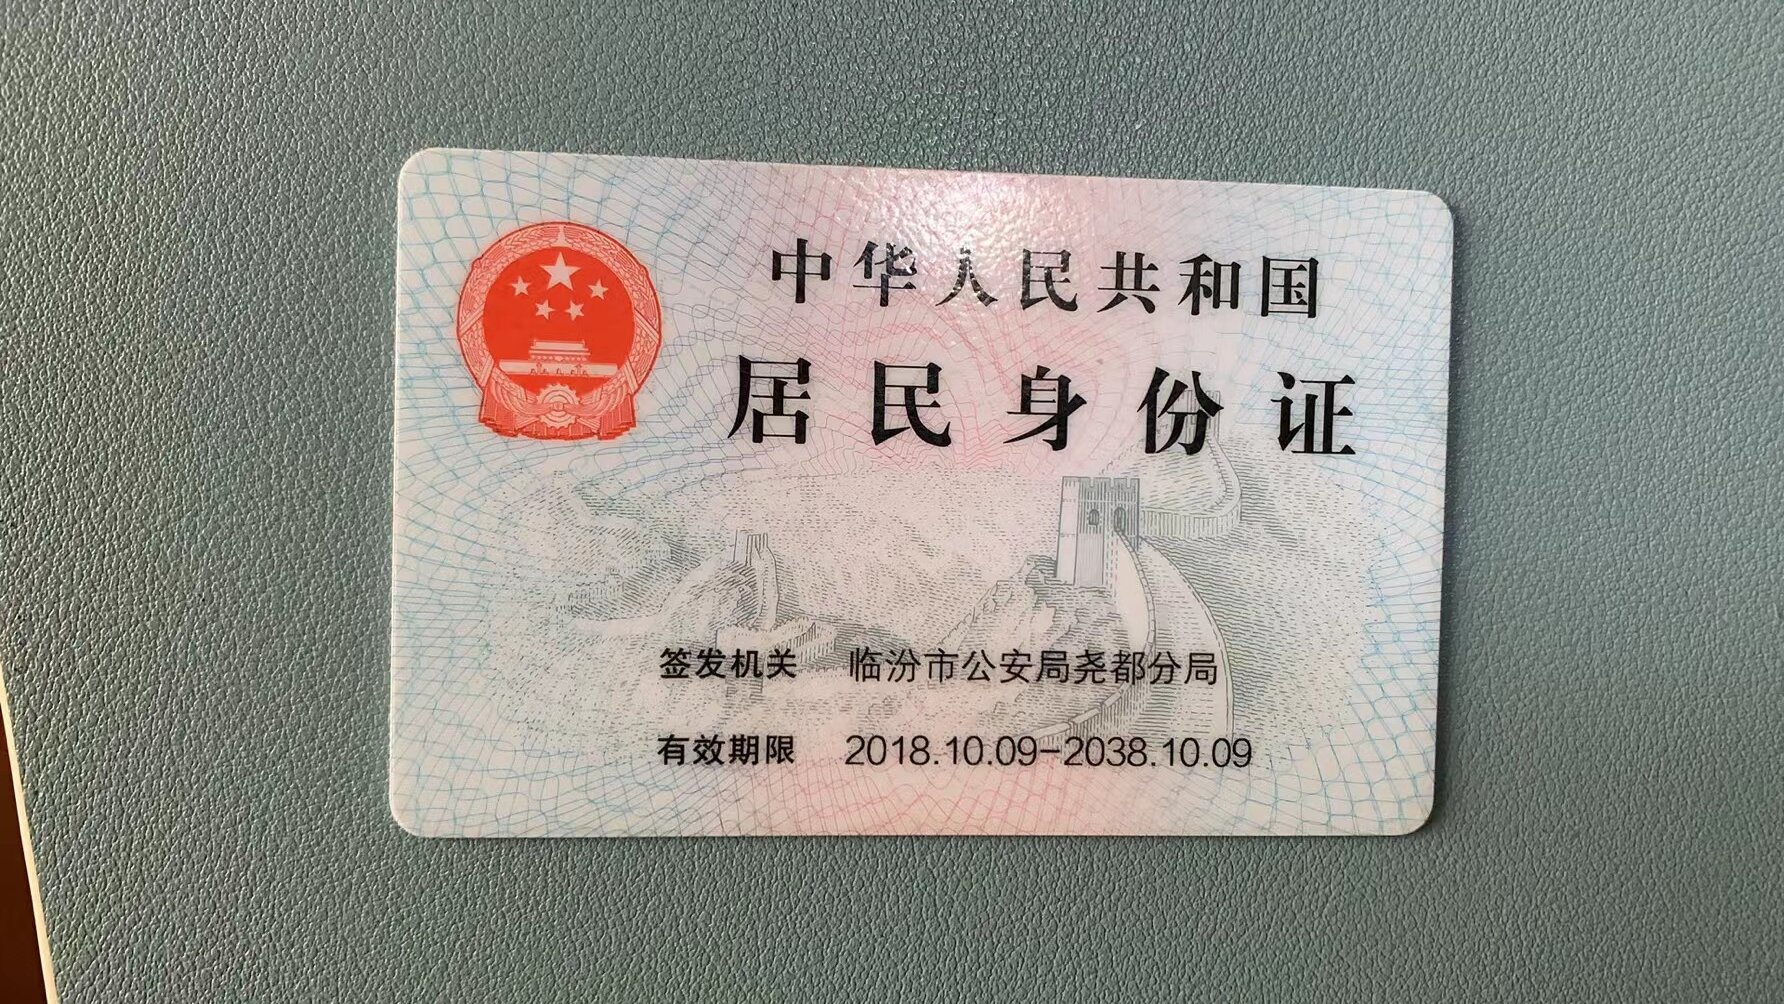 中华人民共和国
居民身份证
签发机关 临汾市公安局尧都分局
有效期限 2018.10.09-2038.10.09